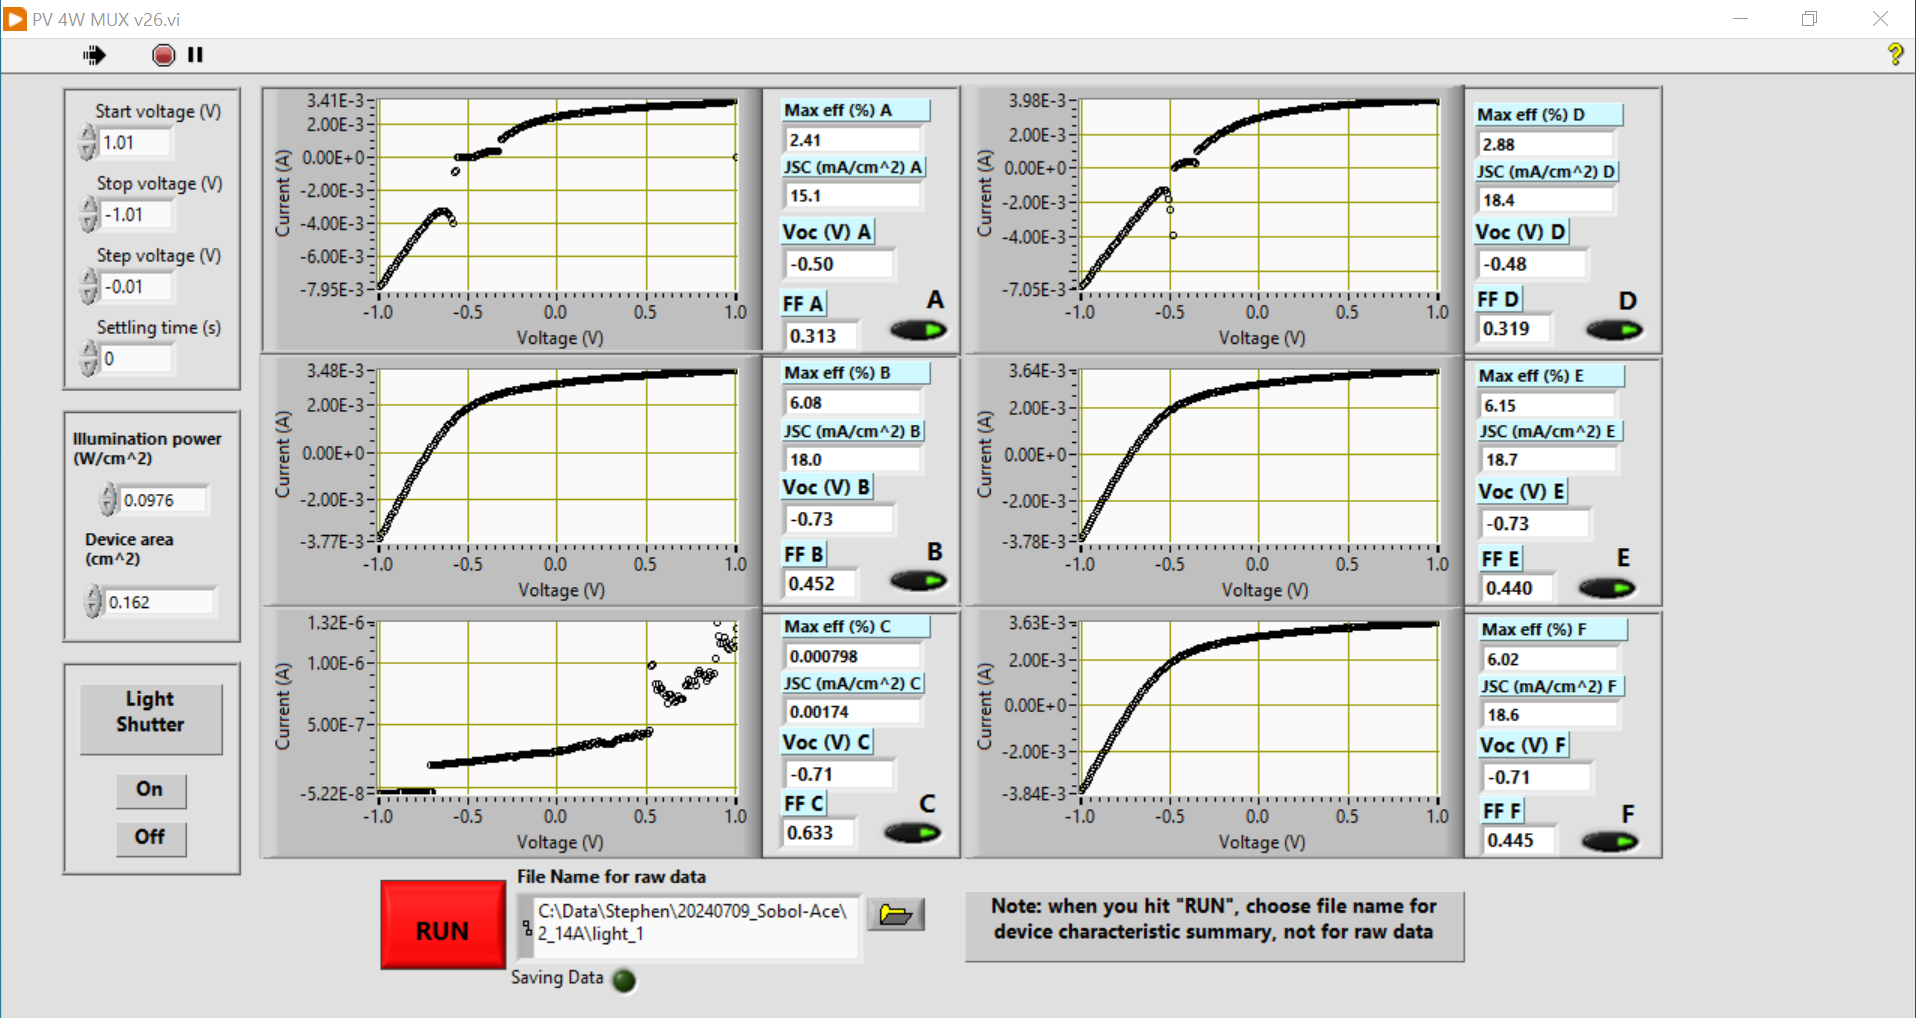 PV 4W MUX v26.vi
Start voltage (V)
1.01
Stop voltage (V)
-1.01
Step voltage (V)
-0.01
Settling time (s)
0
Illumination power
(W/cm^2)
0.0976
Device area
(cm^2)
0.162
Light
Shutter
On
Off
3.41E-3
2.00E-3
0.00E+0
-2.00E-3
-4.00E-3
-6.00E-3
-7.95E-3
Current (A)
-1.0 -0.5 0.0 0.5 1.0
Voltage (V)
Max eff (%) A
2.41
JSC (mA/cm^2) A
15.1
Voc (V) A
-0.50
FF A
0.313
A
3.98E-3
2.00E-3
0.00E+0
-2.00E-3
-4.00E-3
-7.05E-3
Current (A)
-1.0 -0.5 0.0 0.5 1.0
Voltage (V)
Max eff (%) D
2.88
JSC (mA/cm^2) D
18.4
Voc (V) D
-0.48
FF D
0.319
D
3.48E-3
2.00E-3
0.00E+0
-2.00E-3
-3.77E-3
Current (A)
-1.0 -0.5 0.0 0.5 1.0
Voltage (V)
Max eff (%) B
6.08
JSC (mA/cm^2) B
18.0
Voc (V) B
-0.73
FF B
0.452
B
3.64E-3
2.00E-3
0.00E+0
-2.00E-3
-3.78E-3
Current (A)
-1.0 -0.5 0.0 0.5 1.0
Voltage (V)
Max eff (%) E
6.15
JSC (mA/cm^2) E
18.7
Voc (V) E
-0.73
FF E
0.440
E
1.32E-6
1.00E-6
5.00E-7
-5.22E-8
Current (A)
-1.0 -0.5 0.0 0.5 1.0
Voltage (V)
Max eff (%) C
0.000798
JSC (mA/cm^2) C
0.00174
Voc (V) C
-0.71
FF C
0.633
C
3.63E-3
2.00E-3
0.00E+0
-2.00E-3
-3.84E-3
Current (A)
-1.0 -0.5 0.0 0.5 1.0
Voltage (V)
Max eff (%) F
6.02
JSC (mA/cm^2) F
18.6
Voc (V) F
-0.71
FF F
0.445
F
RUN
File Name for raw data
C:\Data\Stephen\20240709_Sobol-Ace\
2_14A\light_1
Saving Data
Note: when you hit "RUN", choose file name for
device characteristic summary, not for raw data